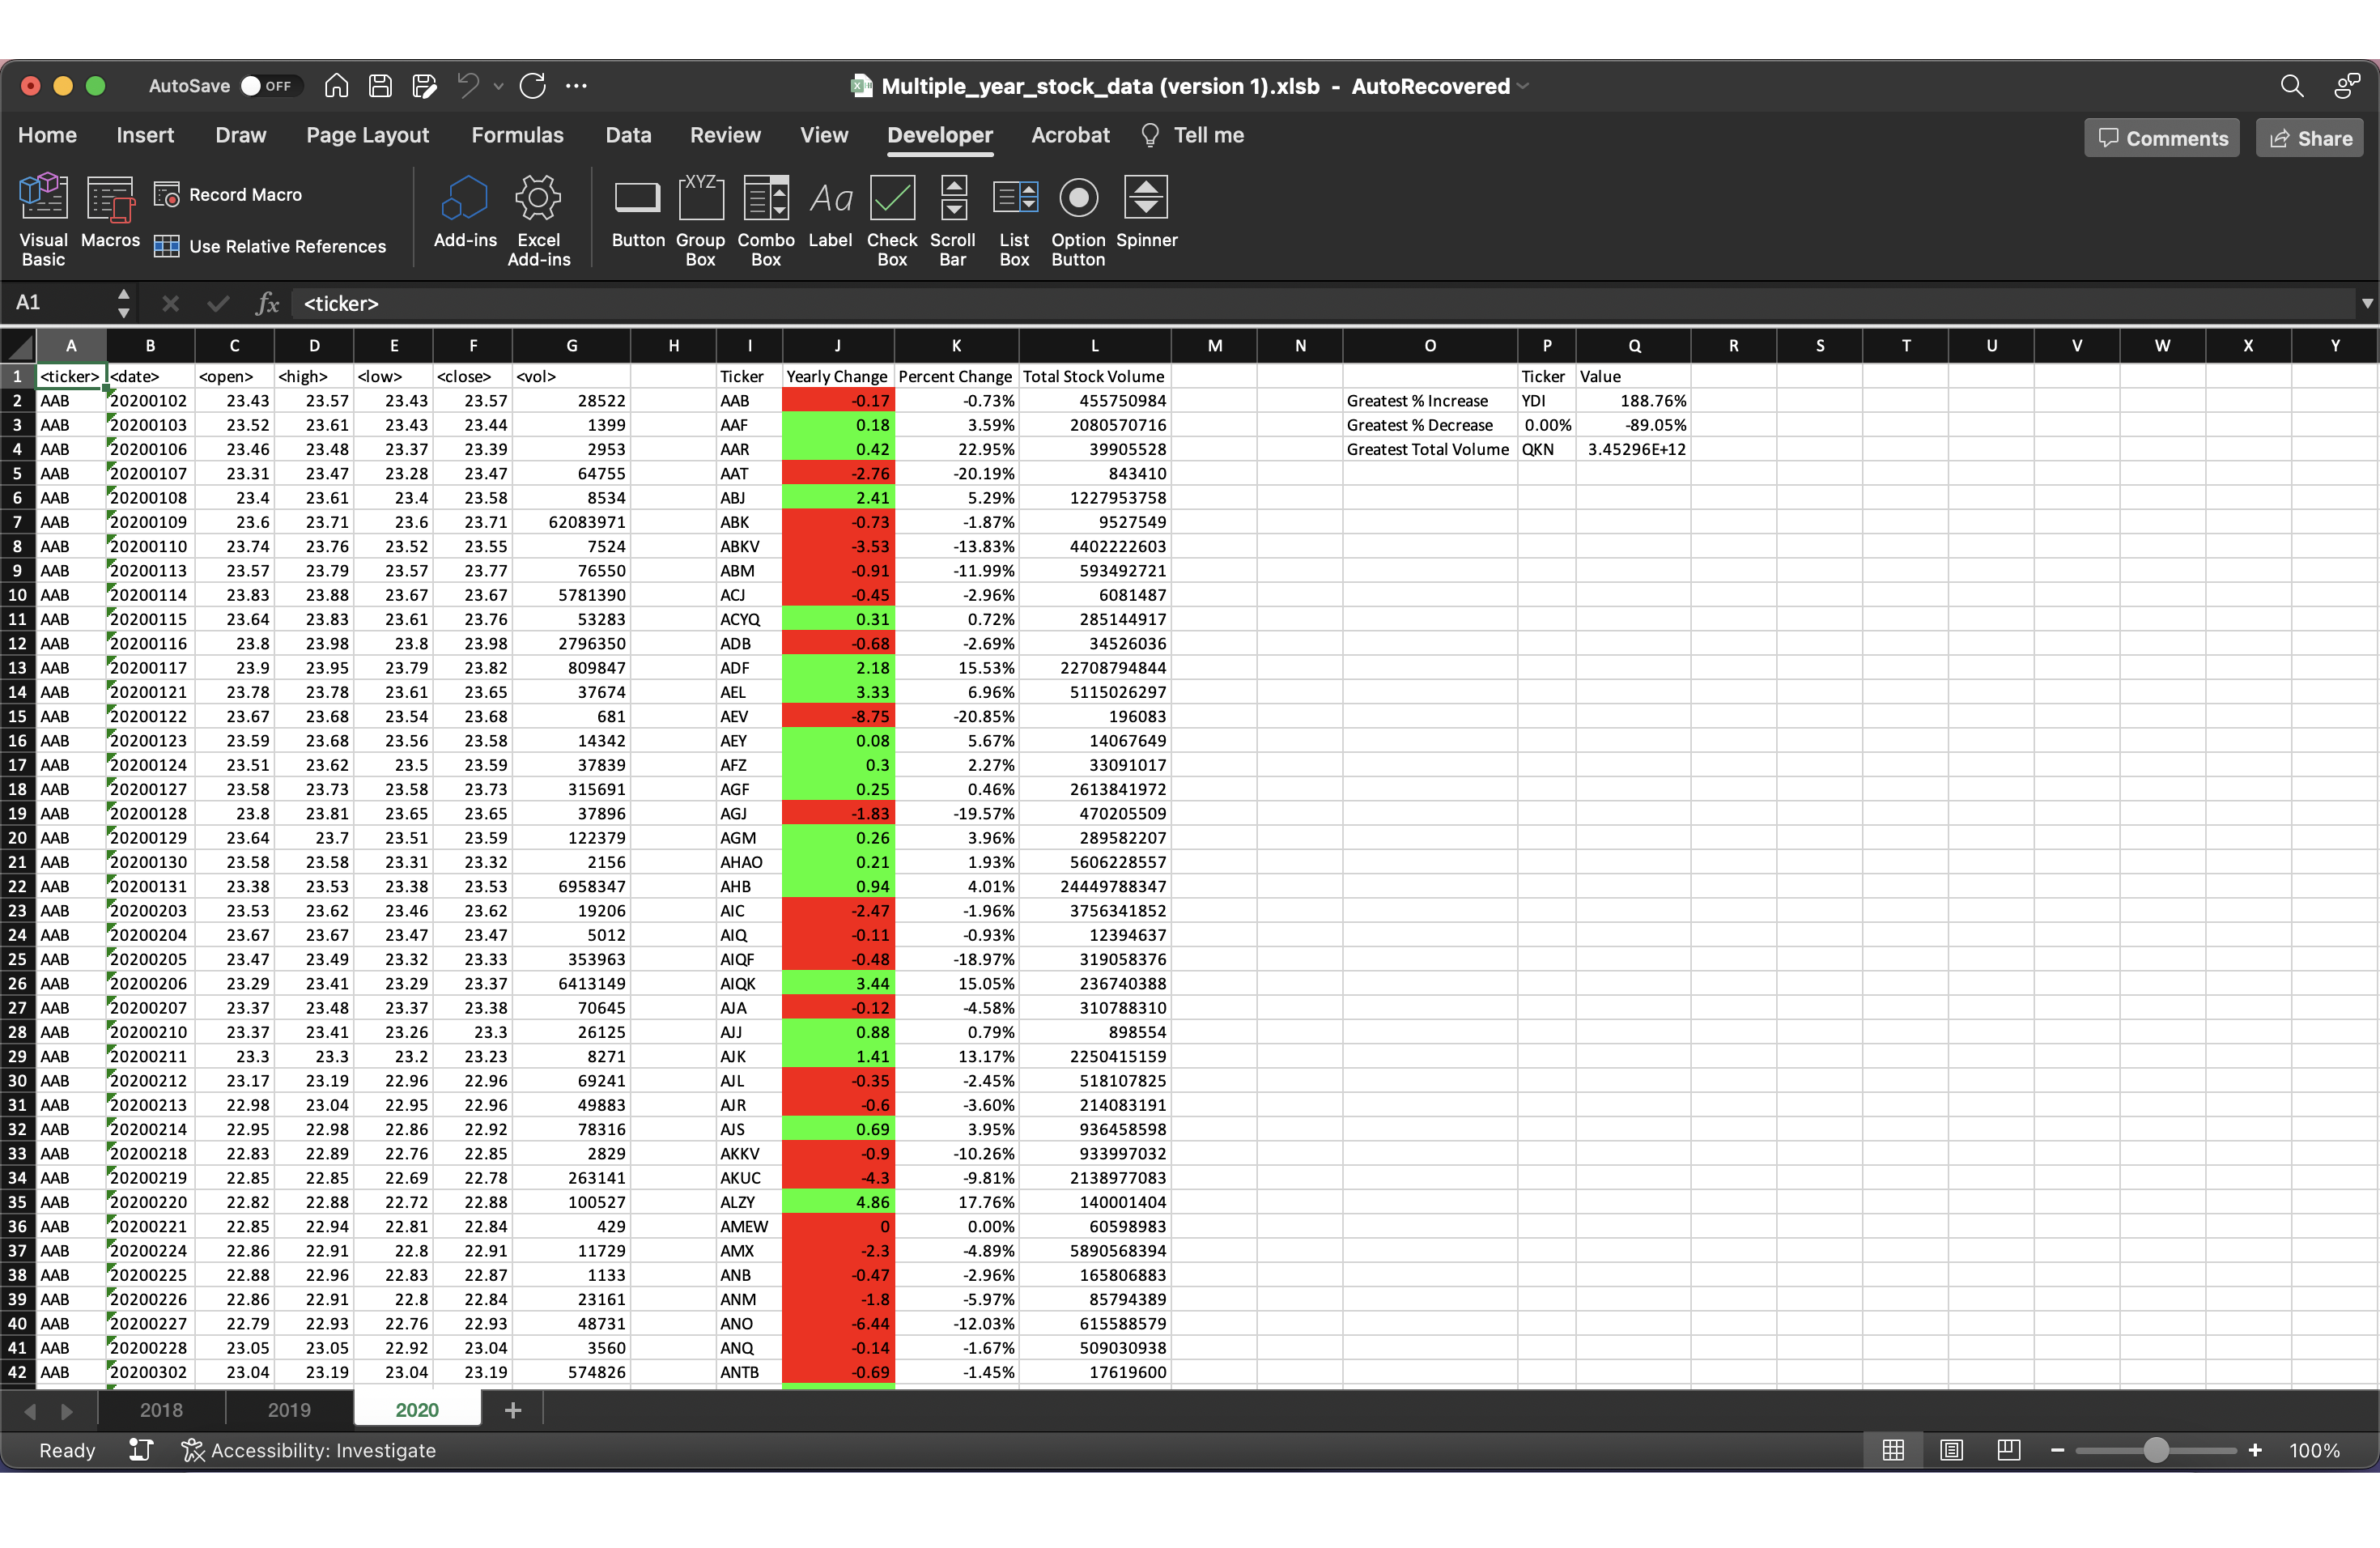 AutoSave OFF Multiple_year_stock_data (version 1).xlsb - AutoRecovered
Home Insert Draw Page Layout Formulas Data Review View Developer Acrobat Tell me Comments Share
Visual Basic Macros Record Macro Use Relative References Add-ins Excel Add-ins Button XYZ Group Box Combo Box Aa Label Check Box Scroll Bar List Box Option Button Spinner
A1 fx <ticker>
A B C D E F G H I J K L M N O P Q R S T U V W X Y
1 <ticker> <date> <open> <high> <low> <close> <vol> Ticker Yearly Change Percent Change Total Stock Volume Ticker Value
2 AAB 20200102 23.43 23.57 23.43 23.57 28522 AAB -0.17 -0.73% 455750984 Greatest % Increase YDI 188.76%
3 AAB 20200103 23.52 23.61 23.43 23.44 1399 AAF 0.18 3.59% 2080570716 Greatest % Decrease 0.00% -89.05%
4 AAB 20200106 23.46 23.48 23.37 23.39 2953 AAR 0.42 22.95% 39905528 Greatest Total Volume QKN 3.45296E+12
5 AAB 20200107 23.31 23.47 23.28 23.47 64755 AAT -2.76 -20.19% 843410
6 AAB 20200108 23.4 23.61 23.4 23.58 8534 ABJ 2.41 5.29% 1227953758
7 AAB 20200109 23.6 23.71 23.6 23.71 62083971 ABK -0.73 -1.87% 9527549
8 AAB 20200110 23.74 23.76 23.52 23.55 7524 ABKV -3.53 -13.83% 4402222603
9 AAB 20200113 23.57 23.79 23.57 23.77 76550 ABM -0.91 -11.99% 593492721
10 AAB 20200114 23.83 23.88 23.67 23.67 5781390 ACJ -0.45 -2.96% 6081487
11 AAB 20200115 23.64 23.83 23.61 23.76 53283 ACYQ 0.31 0.72% 285144917
12 AAB 20200116 23.8 23.98 23.8 23.98 2796350 ADB -0.68 -2.69% 34526036
13 AAB 20200117 23.9 23.95 23.79 23.82 809847 ADF 2.18 15.53% 22708794844
14 AAB 20200121 23.78 23.78 23.61 23.65 37674 AEL 3.33 6.96% 5115026297
15 AAB 20200122 23.67 23.68 23.54 23.68 681 AEV -8.75 -20.85% 196083
16 AAB 20200123 23.59 23.68 23.56 23.58 14342 AEY 0.08 5.67% 14067649
17 AAB 20200124 23.51 23.62 23.5 23.59 37839 AFZ 0.3 2.27% 33091017
18 AAB 20200127 23.58 23.73 23.58 23.73 315691 AGF 0.25 0.46% 2613841972
19 AAB 20200128 23.8 23.81 23.65 23.65 37896 AGJ -1.83 -19.57% 470205509
20 AAB 20200129 23.64 23.7 23.51 23.59 122379 AGM 0.26 3.96% 289582207
21 AAB 20200130 23.58 23.58 23.31 23.32 2156 AHAO 0.21 1.93% 5606228557
22 AAB 20200131 23.38 23.53 23.38 23.53 6958347 AHB 0.94 4.01% 24449788347
23 AAB 20200203 23.53 23.62 23.46 23.62 19206 AIC -2.47 -1.96% 3756341852
24 AAB 20200204 23.67 23.67 23.47 23.47 5012 AIQ -0.11 -0.93% 12394637
25 AAB 20200205 23.47 23.49 23.32 23.33 353963 AIQF -0.48 -18.97% 319058376
26 AAB 20200206 23.29 23.41 23.29 23.37 6413149 AIQK 3.44 15.05% 236740388
27 AAB 20200207 23.37 23.48 23.37 23.38 70645 AJA -0.12 -4.58% 310788310
28 AAB 20200210 23.37 23.41 23.26 23.3 26125 AJJ 0.88 0.79% 898554
29 AAB 20200211 23.3 23.3 23.2 23.23 8271 AJK 1.41 13.17% 2250415159
30 AAB 20200212 23.17 23.19 22.96 22.96 69241 AJL -0.35 -2.45% 518107825
31 AAB 20200213 22.98 23.04 22.95 22.96 49883 AJR -0.6 -3.60% 214083191
32 AAB 20200214 22.95 22.98 22.86 22.92 78316 AJS 0.69 3.95% 936458598
33 AAB 20200218 22.83 22.89 22.76 22.85 2829 AKKV -0.9 -10.26% 933997032
34 AAB 20200219 22.85 22.85 22.69 22.78 263141 AKUC -4.3 -9.81% 2138977083
35 AAB 20200220 22.82 22.88 22.72 22.88 100527 ALZY 4.86 17.76% 140001404
36 AAB 20200221 22.85 22.94 22.81 22.84 429 AMEW 0 0.00% 60598983
37 AAB 20200224 22.86 22.91 22.8 22.91 11729 AMX -2.3 -4.89% 5890568394
38 AAB 20200225 22.88 22.96 22.83 22.87 1133 ANB -0.47 -2.96% 165806883
39 AAB 20200226 22.86 22.91 22.8 22.84 23161 ANM -1.8 -5.97% 85794389
40 AAB 20200227 22.79 22.93 22.76 22.93 48731 ANO -6.44 -12.03% 615588579
41 AAB 20200228 23.05 23.05 22.92 23.04 3560 ANQ -0.14 -1.67% 509030938
42 AAB 20200302 23.04 23.19 23.04 23.19 574826 ANTB -0.69 -1.45% 17619600
2018 2019 2020 +
Ready Accessibility: Investigate 100%